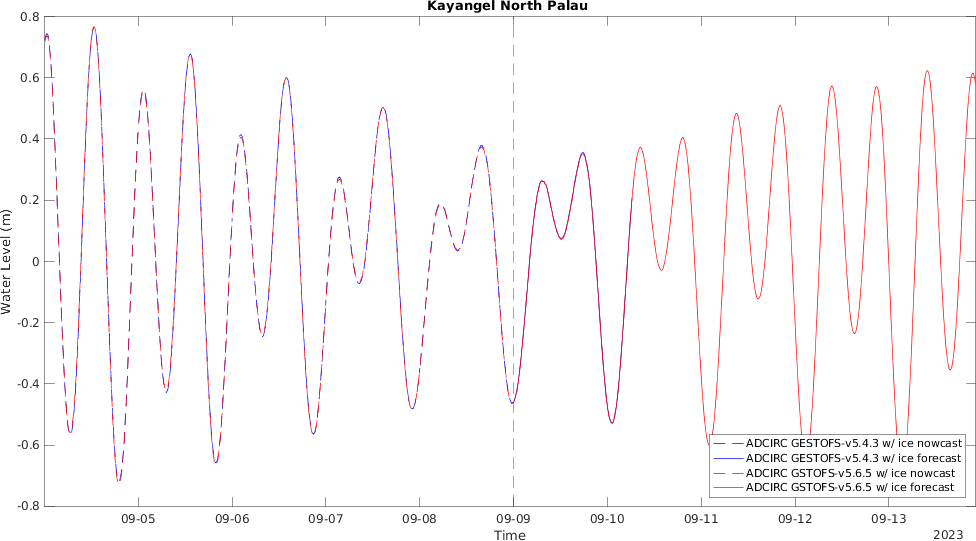 Kayangel North Palau
Water Level (m)
0.8
0.6
0.4
0.2
0
-0.2
-0.4
-0.6
-0.8
ADCIRC GESTOFS-v5.4.3 w/ ice nowcast
ADCIRC GESTOFS-v5.4.3 w/ ice forecast
ADCIRC GSTOFS-v5.6.5 w/ ice nowcast
ADCIRC GSTOFS-v5.6.5 w/ ice forecast
09-05 09-06 09-07 09-08 09-09 09-10 09-11 09-12 09-13
Time
2023